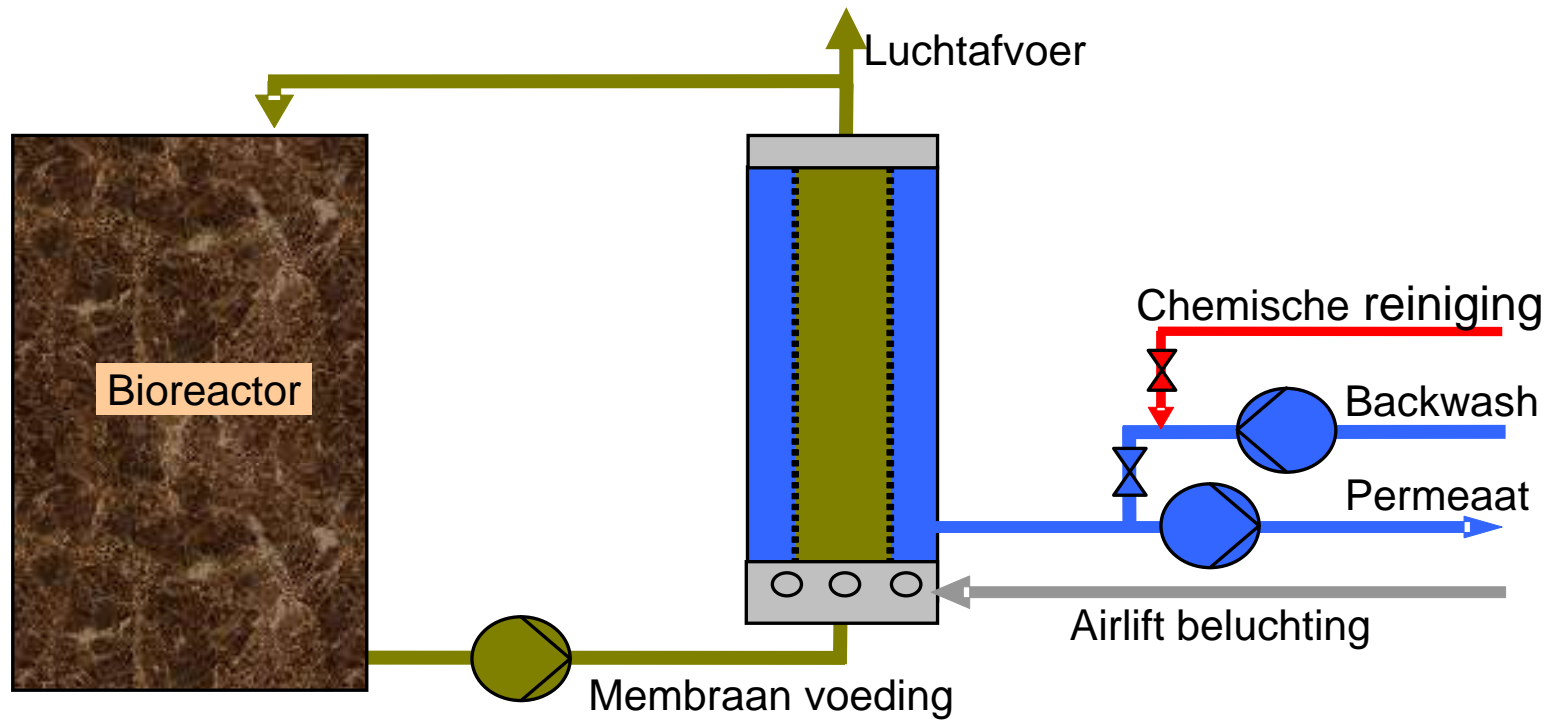 Luchtafvoer
Chemische reiniging
Bioreactor
Backwash
Permeaat
Airlift beluchting
Membraan voeding